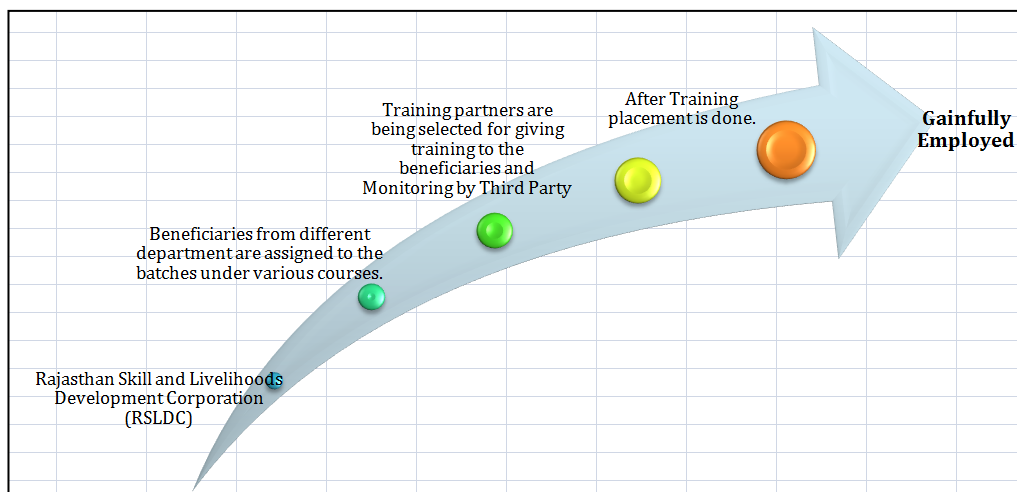 Rajasthan Skill and Livelihoods
Development Corporation
(RSLDC)
Beneficiaries from different
department are assigned to the
batches under various courses.
Training partners are
being selected for giving
training to the
beneficiaries and
Monitoring by Third Party
After Training
placement is done.
Gainfully
Employed